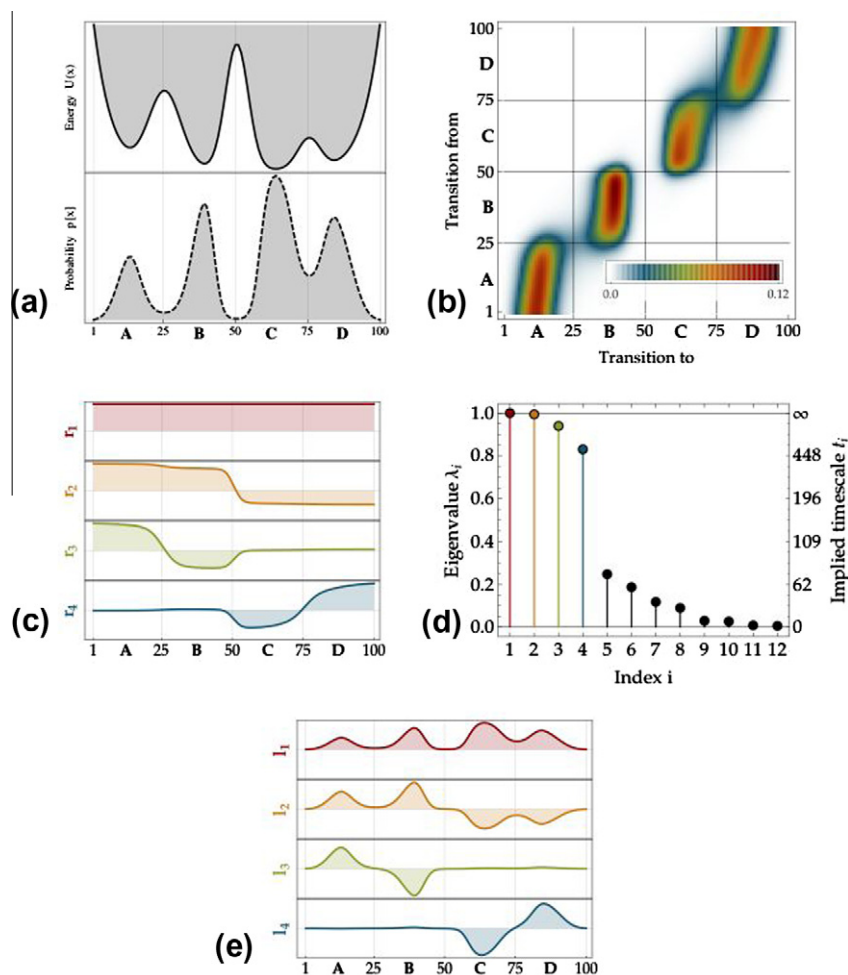 (a)
Energy U(x)
Probability p[x]
1 A 25 B 50 C 75 D 100
(b)
Transition from
100
D
75
C
50
B
25
A
1
0.0 0.12
1 A 25 B 50 C 75 D 100
Transition to
(c)
r1
r2
r3
r4
1 A 25 B 50 C 75 D 100
(d)
Eigenvalue λi
1.0
0.8
0.6
0.4
0.2
0.0
∞
448
196
109
62
0
Implied timescale ti
1 2 3 4 5 6 7 8 9 10 11 12
Index i
(e)
l1
l2
l3
l4
1 A 25 B 50 C 75 D 100